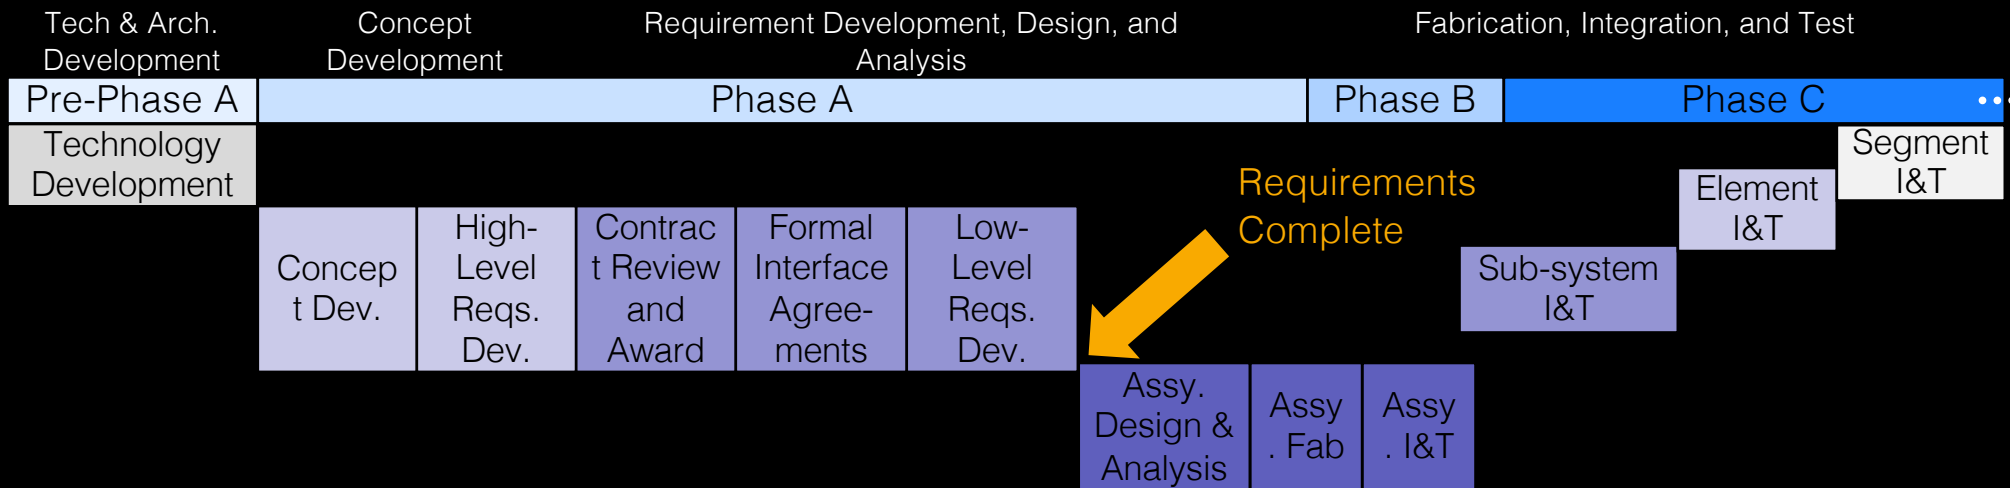 Tech & Arch.
Development
Concept
Development
Requirement Development, Design, and
Analysis
Fabrication, Integration, and Test
Pre-Phase A
Phase A
Phase B
Phase C
...
Technology
Development
Concep
t Dev.
High-
Level
Reqs.
Dev.
Contrac
t Review
and
Award
Formal
Interface
Agree-
ments
Low-
Level
Reqs.
Dev.
Requirements
Complete
Assy.
Design &
Analysis
Assy
. Fab
Assy
. I&T
Sub-system
I&T
Element
I&T
Segment
I&T